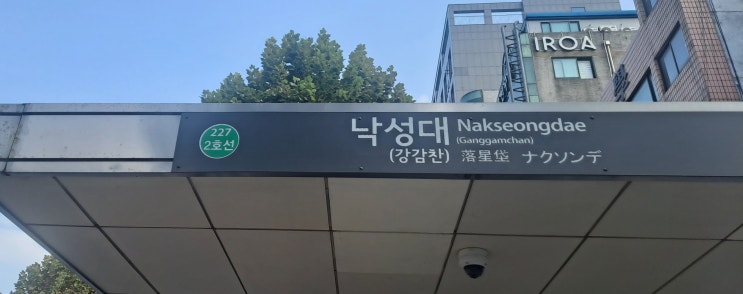 IROA
227
2호선
낙성대 Nakseongdae
(Ganggamchan)
(강감찬) 落星垈 ナクソンデ